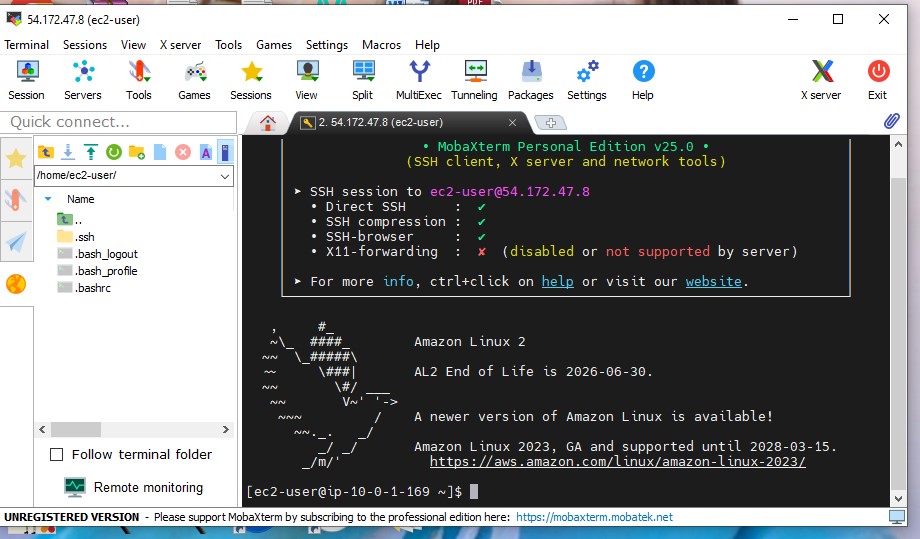 54.172.47.8 (ec2-user)
Terminal Sessions View X server Tools Games Settings Macros Help
Session Servers Tools Games Sessions View Split MultiExec Tunneling Packages Settings Help X server Exit
Quick connect...
2. 54.172.47.8 (ec2-user)
/home/ec2-user/
Name
..
.ssh
.bash_logout
.bash_profile
.bashrc
Follow terminal folder
Remote monitoring
• MobaXterm Personal Edition v25.0 •
(SSH client, X server and network tools)
➤ SSH session to ec2-user@54.172.47.8
• Direct SSH : ✔
• SSH compression : ✔
• SSH-browser : ✔
• X11-forwarding : ✘ (disabled or not supported by server)
➤ For more info, ctrl+click on help or visit our website.
, #_
~\_ ####_ Amazon Linux 2
~~ \_#####\
~~ \###| AL2 End of Life is 2026-06-30.
~~ \#/ ___
~~ V~' '->
~~~ / A newer version of Amazon Linux is available!
~~._. _/
_/ _/ Amazon Linux 2023, GA and supported until 2028-03-15.
_/m/' https://aws.amazon.com/linux/amazon-linux-2023/
[ec2-user@ip-10-0-1-169 ~]$
UNREGISTERED VERSION - Please support MobaXterm by subscribing to the professional edition here: https://mobaxterm.mobatek.net